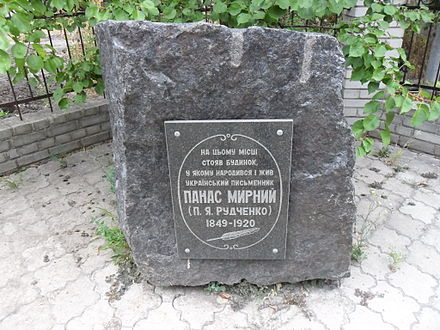 НА ЦЬОМУ МІСЦІ
СТОЯВ БУДИНОК,
У ЯКОМУ НАРОДИВСЯ І ЖИВ
УКРАЇНСЬКИЙ ПИСЬМЕННИК
ПАНАС МИРНИЙ
(П. Я. РУДЧЕНКО)
1849-1920